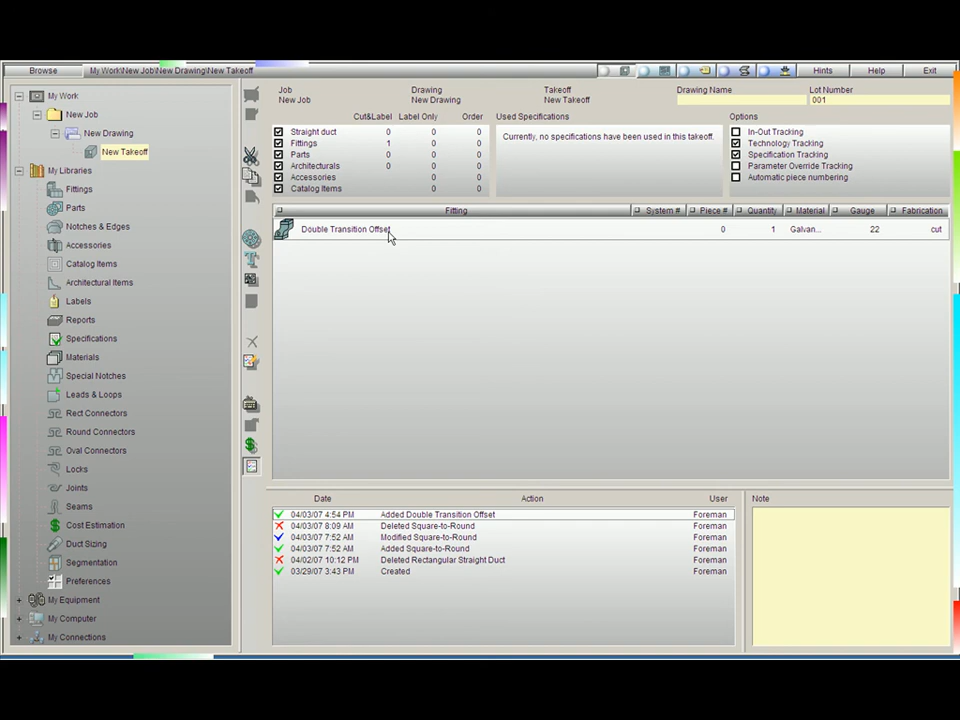 Browse
My Work\New Job\New Drawing\New Takeoff
Hints
Help
Exit
My Work
New Job
New Drawing
New Takeoff
My Libraries
Fittings
Parts
Notches & Edges
Accessories
Catalog Items
Architectural Items
Labels
Reports
Specifications
Materials
Special Notches
Leads & Loops
Rect Connectors
Round Connectors
Oval Connectors
Locks
Joints
Seams
Cost Estimation
Duct Sizing
Segmentation
Preferences
My Equipment
My Computer
My Connections
Job Drawing Takeoff Drawing Name Lot Number
New Job New Drawing New Takeoff 001
Cut&Label Label Only Order Used Specifications Options
Straight duct 0 0 0
Fittings 1 0 0
Parts 0 0 0
Architecturals 0 0 0
Accessories 0 0
Catalog Items 0 0
Currently, no specifications have been used in this takeoff.
In-Out Tracking
Technology Tracking
Specification Tracking
Parameter Override Tracking
Automatic piece numbering
Fitting System # Piece # Quantity Material Gauge Fabrication
Double Transition Offset 0 1 Galvan... 22 cut
Date Action User Note
04/03/07 4:54 PM Added Double Transition Offset Foreman
04/03/07 8:09 AM Deleted Square-to-Round Foreman
04/03/07 7:52 AM Modified Square-to-Round Foreman
04/03/07 7:52 AM Added Square-to-Round Foreman
04/02/07 10:12 PM Deleted Rectangular Straight Duct Foreman
03/29/07 3:43 PM Created Foreman